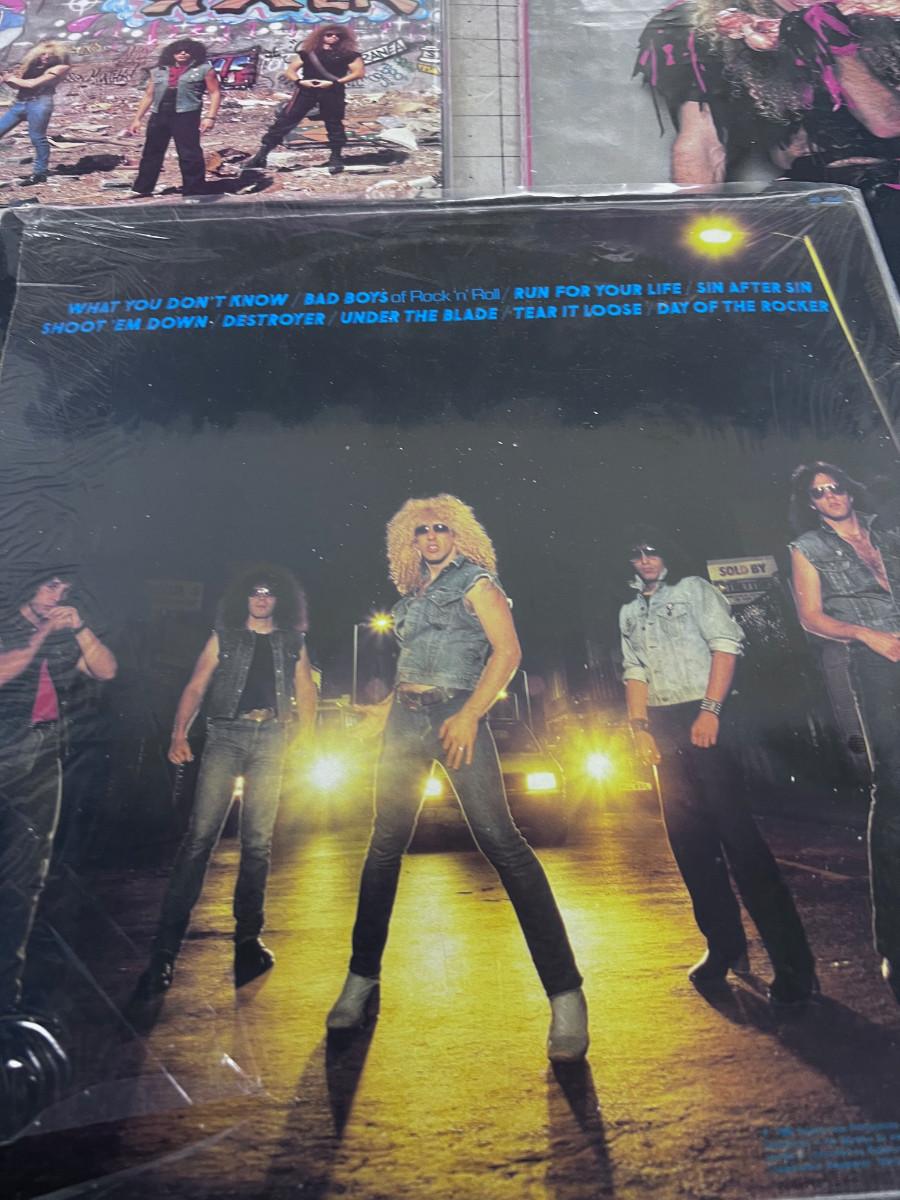 RANEA
WHAT YOU DON'T KNOW / BAD BOYS of Rock 'n' Roll / RUN FOR YOUR LIFE / SIN AFTER SIN
SHOOT 'EM DOWN / DESTROYER / UNDER THE BLADE / TEAR IT LOOSE / DAY OF THE ROCKER
SOLD BY